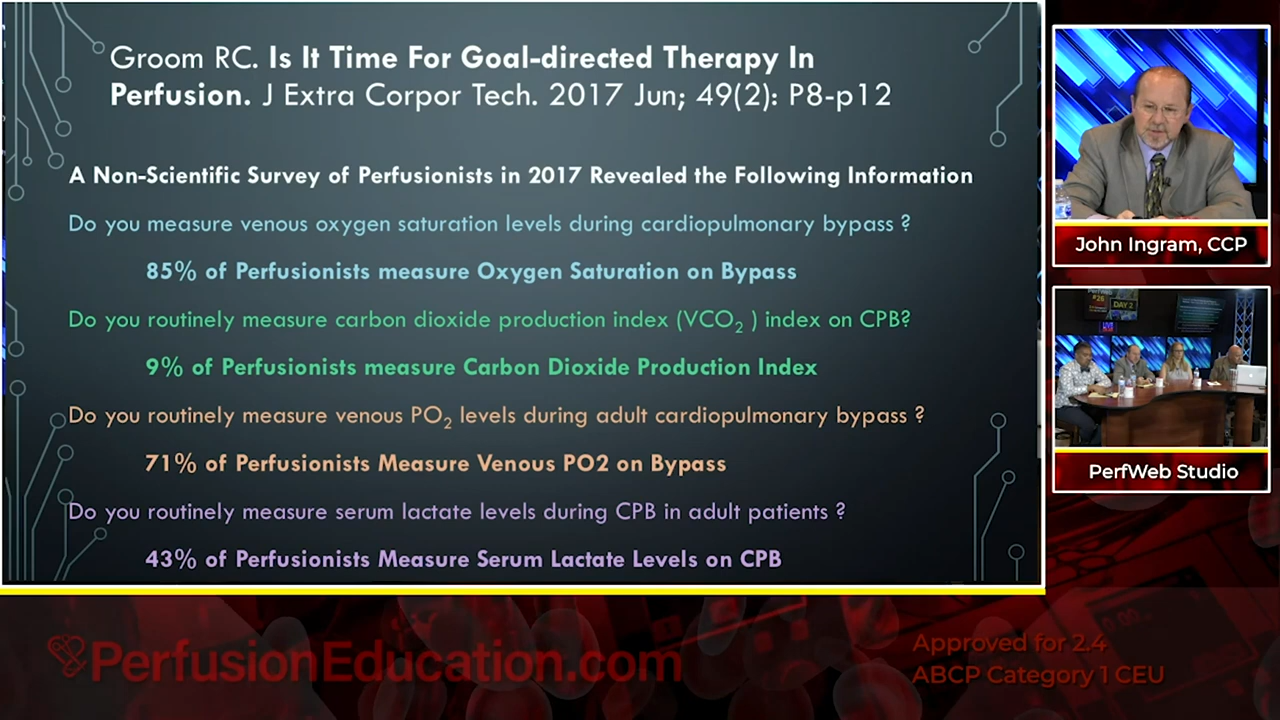 Groom RC. Is It Time For Goal-directed Therapy In
Perfusion. J Extra Corpor Tech. 2017 Jun; 49(2): P8-p12
A Non-Scientific Survey of Perfusionists in 2017 Revealed the Following Information
Do you measure venous oxygen saturation levels during cardiopulmonary bypass ?
85% of Perfusionists measure Oxygen Saturation on Bypass
Do you routinely measure carbon dioxide production index (VCO2 ) index on CPB?
9% of Perfusionists measure Carbon Dioxide Production Index
Do you routinely measure venous PO2 levels during adult cardiopulmonary bypass ?
71% of Perfusionists Measure Venous PO2 on Bypass
Do you routinely measure serum lactate levels during CPB in adult patients ?
43% of Perfusionists Measure Serum Lactate Levels on CPB
John Ingram, CCP
PerfWeb
#26
DAY 2
PerfWeb Studio
PerfusionEducation.com
Approved for 2.4
ABCP Category 1 CEU